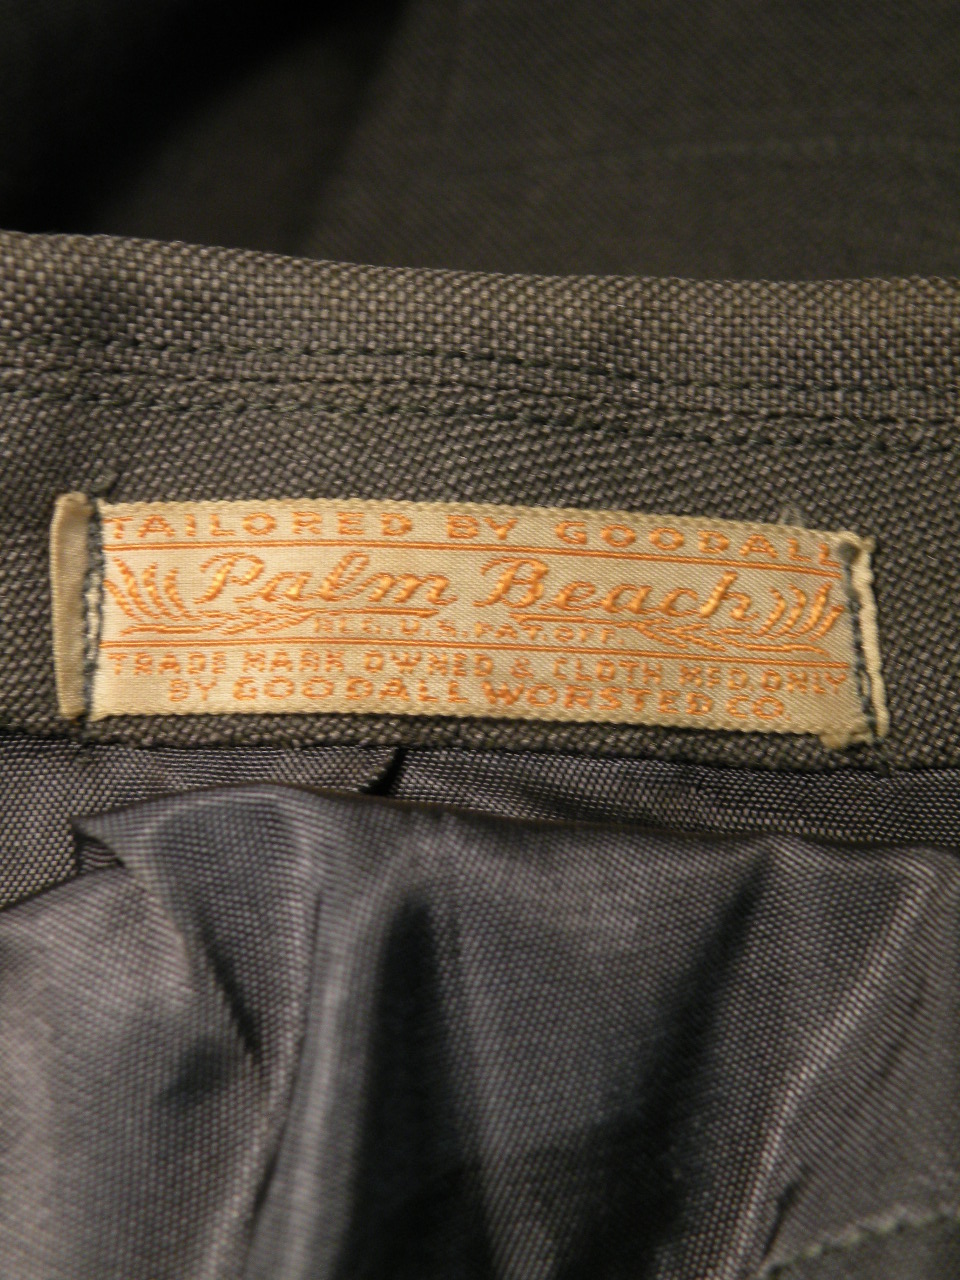 TAILORED BY GOODALL
Palm Beach
REG. U.S. PAT. OFF.
TRADE MARK OWNED & CLOTH MFD. ONLY
BY GOODALL WORSTED CO.